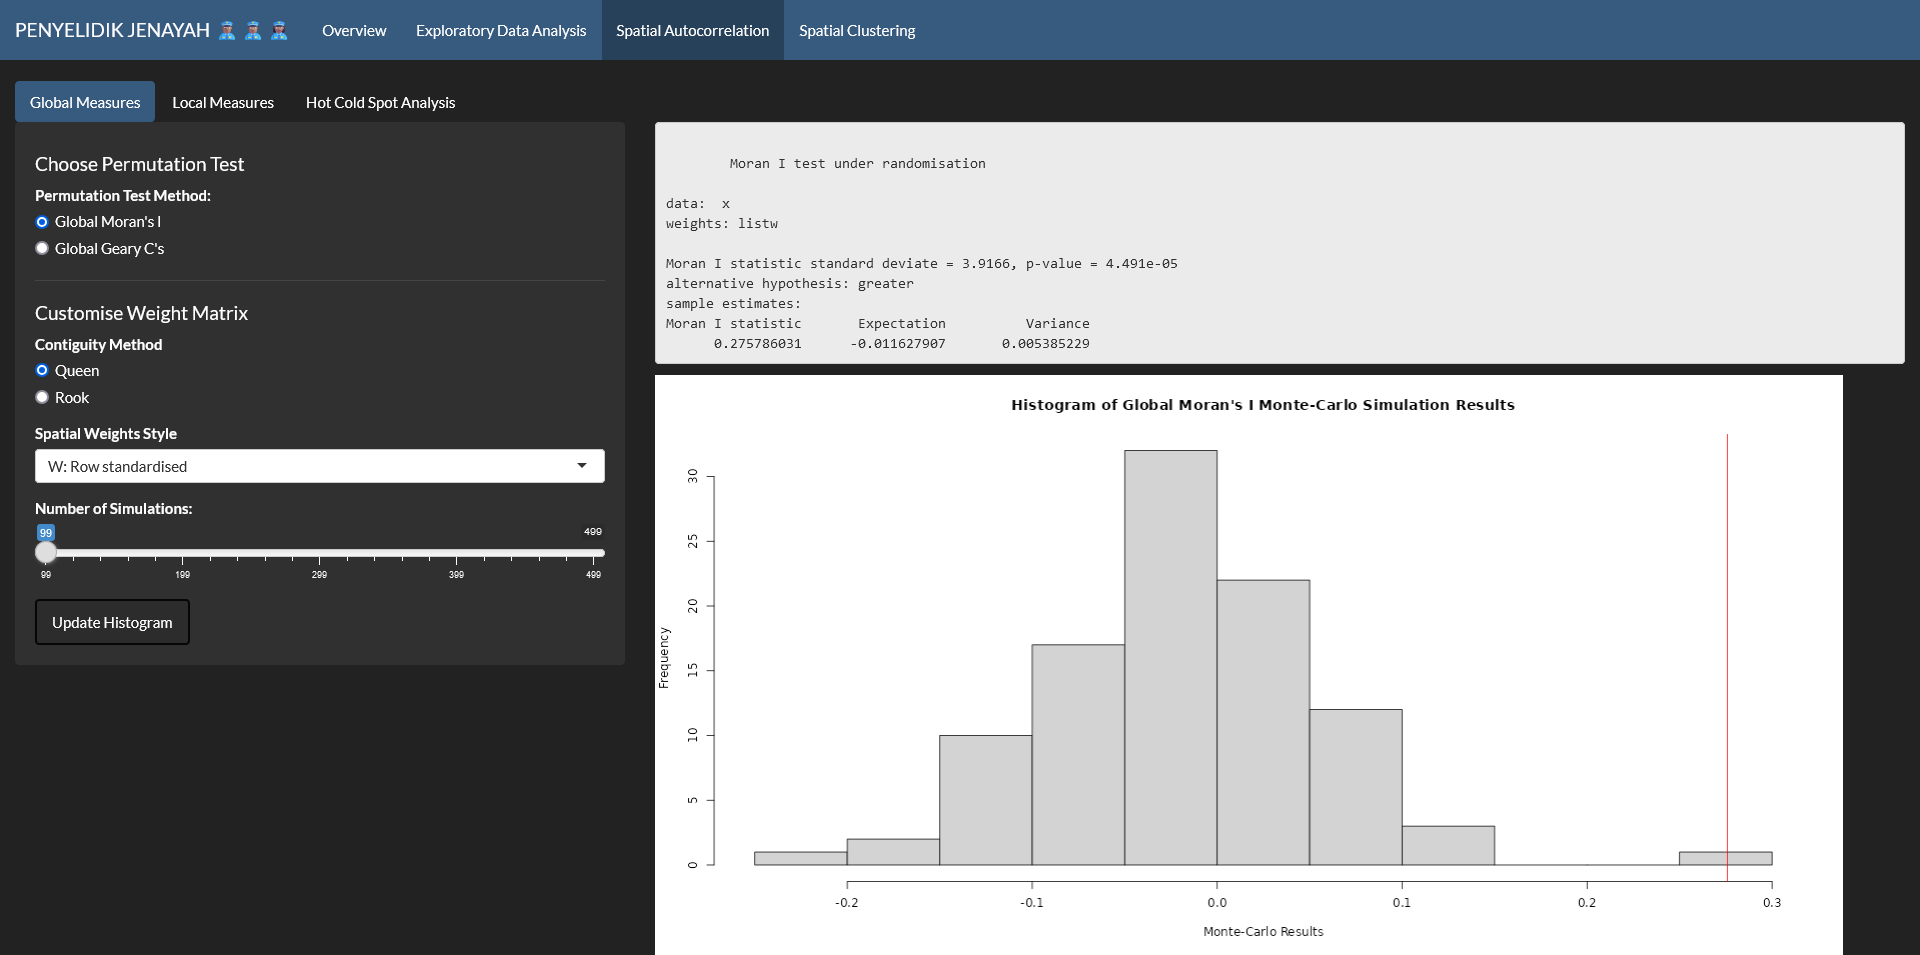 PENYELIDIK JENAYAH Overview Exploratory Data Analysis Spatial Autocorrelation Spatial Clustering
Global Measures Local Measures Hot Cold Spot Analysis
Choose Permutation Test
Permutation Test Method:
Global Moran's I
Global Geary C's
Customise Weight Matrix
Contiguity Method
Queen
Rook
Spatial Weights Style
W: Row standardised
Number of Simulations:
99 499
99 199 299 399 499
Update Histogram
Moran I test under randomisation
data: x
weights: listw
Moran I statistic standard deviate = 3.9166, p-value = 4.491e-05
alternative hypothesis: greater
sample estimates:
Moran I statistic Expectation Variance
0.275786031 -0.011627907 0.005385229
Histogram of Global Moran's I Monte-Carlo Simulation Results
Frequency
30
25
20
15
10
5
0
-0.2 -0.1 0.0 0.1 0.2 0.3
Monte-Carlo Results